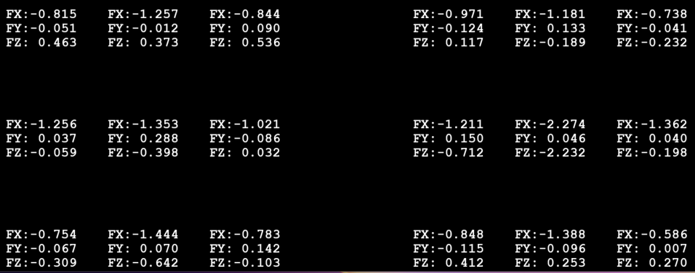 FX:-0.815 FX:-1.257 FX:-0.844 FX:-0.971 FX:-1.181 FX:-0.738
FY:-0.051 FY:-0.012 FY: 0.090 FY:-0.124 FY: 0.133 FY:-0.041
FZ: 0.463 FZ: 0.373 FZ: 0.536 FZ: 0.117 FZ:-0.189 FZ:-0.232
FX:-1.256 FX:-1.353 FX:-1.021 FX:-1.211 FX:-2.274 FX:-1.362
FY: 0.037 FY: 0.288 FY:-0.086 FY: 0.150 FY: 0.046 FY: 0.040
FZ:-0.059 FZ:-0.398 FZ: 0.032 FZ:-0.712 FZ:-2.232 FZ:-0.198
FX:-0.754 FX:-1.444 FX:-0.783 FX:-0.848 FX:-1.388 FX:-0.586
FY:-0.067 FY: 0.070 FY: 0.142 FY:-0.115 FY:-0.096 FY: 0.007
FZ:-0.309 FZ:-0.642 FZ:-0.103 FZ: 0.412 FZ: 0.253 FZ: 0.270